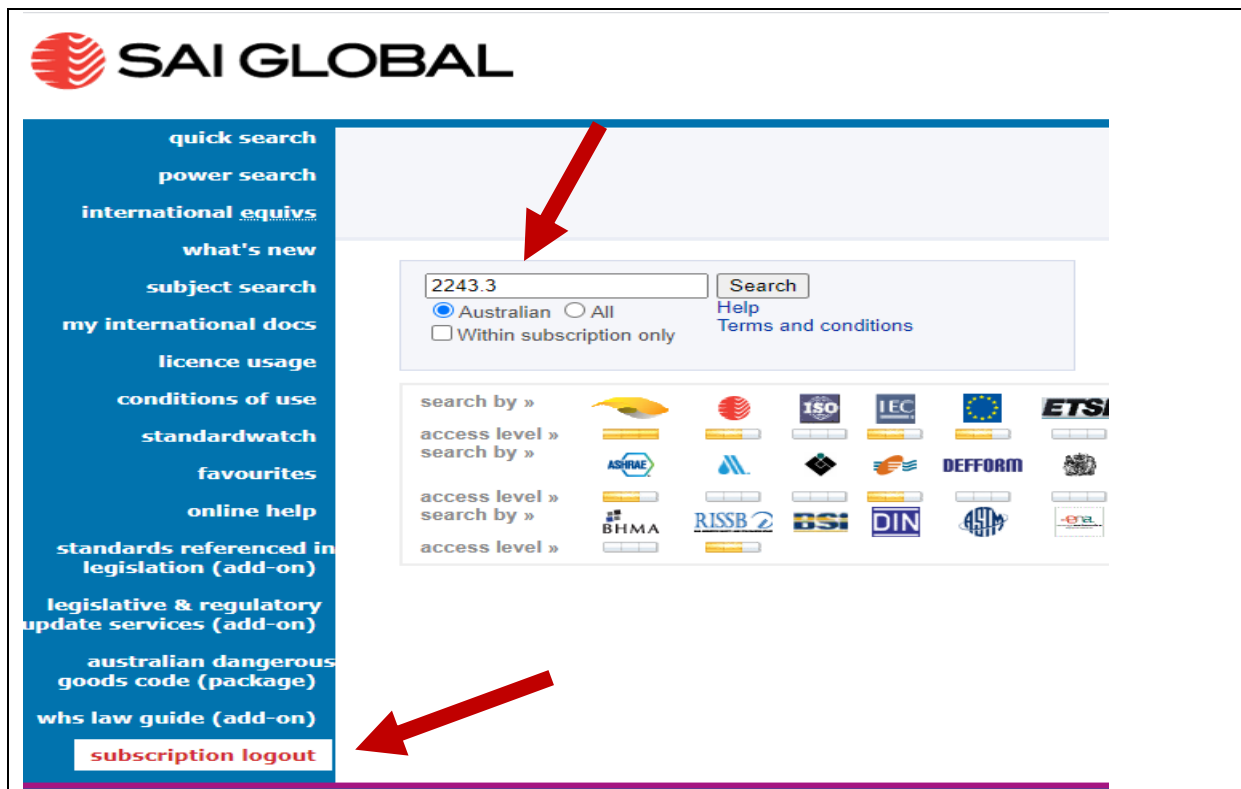 SAI GLOBAL
quick search
power search
international equivs
what's new
subject search
my international docs
licence usage
conditions of use
standardwatch
favourites
online help
standards referenced in
legislation (add-on)
legislative & regulatory
update services (add-on)
australian dangerous
goods code (package)
whs law guide (add-on)
subscription logout
2243.3 Search
Australian All Help
Within subscription only Terms and conditions
search by » ISO IEC ETSI
access level »
search by » ASHRAE DEFFORM
access level »
search by » BHMA RISSB BSi DIN ASTM ena
access level »